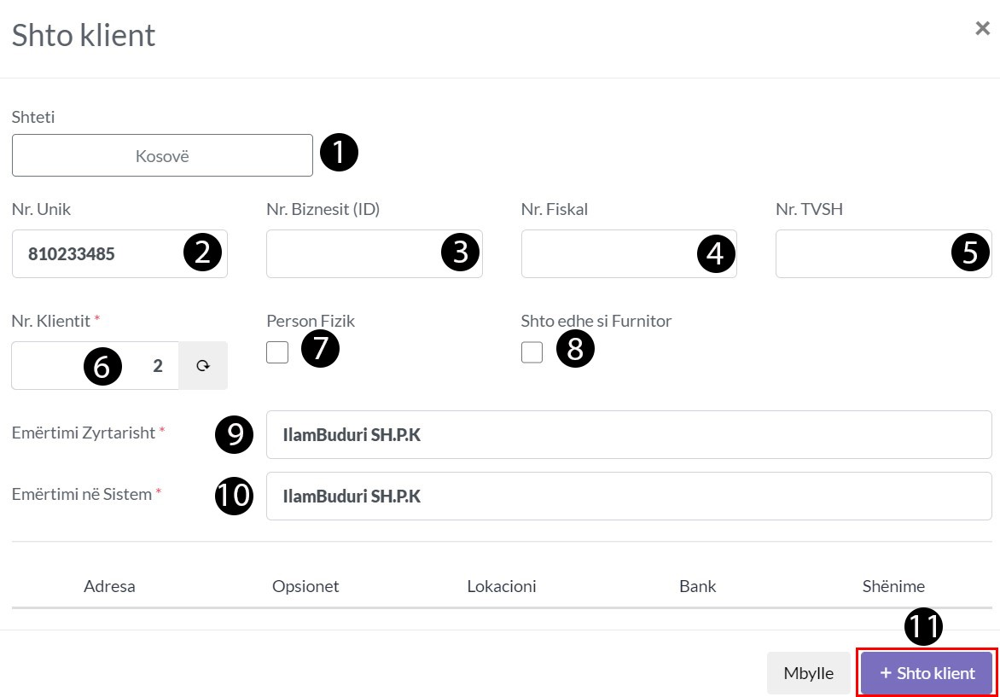 Shto klient ×
Shteti
Kosovë 1
Nr. Unik Nr. Biznesit (ID) Nr. Fiskal Nr. TVSH
810233485 2 3 4 5
Nr. Klientit * Person Fizik Shto edhe si Furnitor
6 2 7 8
Emërtimi Zyrtarisht * 9 IlamBuduri SH.P.K
Emërtimi në Sistem * 10 IlamBuduri SH.P.K
Adresa Opsionet Lokacioni Bank Shënime
11
Mbylle + Shto klient